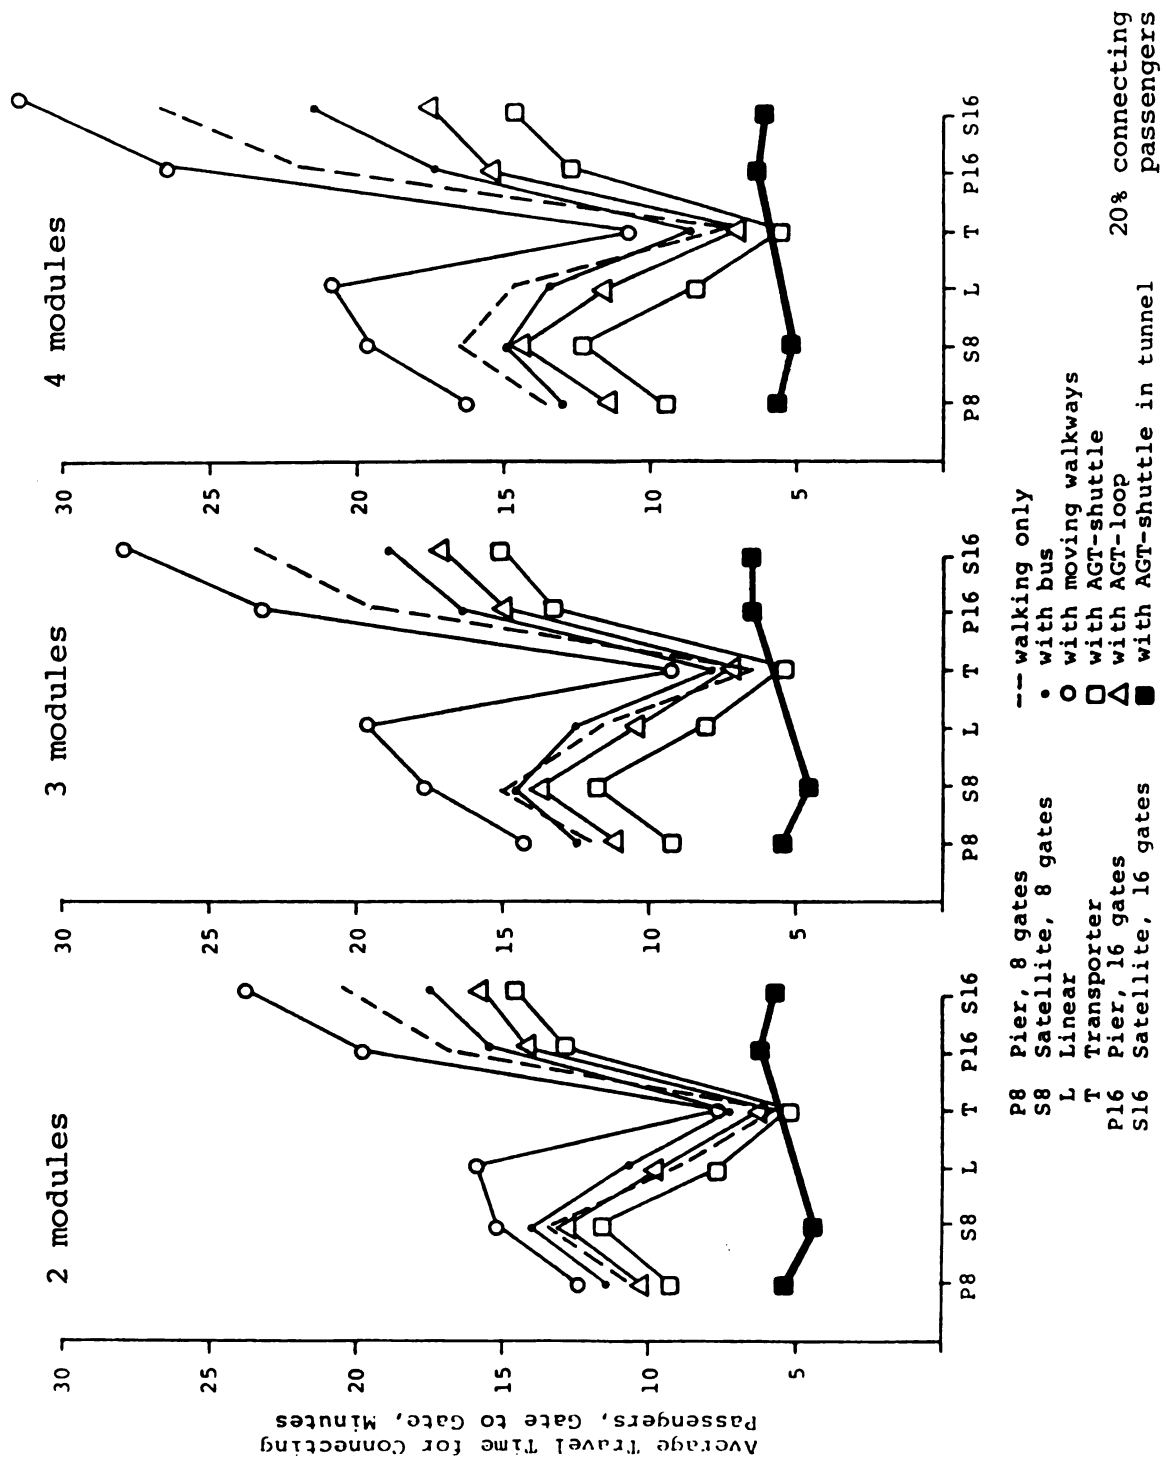 2 modules
3 modules
4 modules
Average Travel Time for Connecting
Passengers, Gate to Gate, Minutes
30
25
20
15
10
5
P8 S8 L T P16 S16
30
25
20
15
10
5
P8 S8 L T P16 S16
30
25
20
15
10
5
P8 S8 L T P16 S16
P8 Pier, 8 gates
S8 Satellite, 8 gates
L Linear
T Transporter
P16 Pier, 16 gates
S16 Satellite, 16 gates
walking only
with bus
with moving walkways
with AGT-shuttle
with AGT-loop
with AGT-shuttle in tunnel
20% connecting
passengers